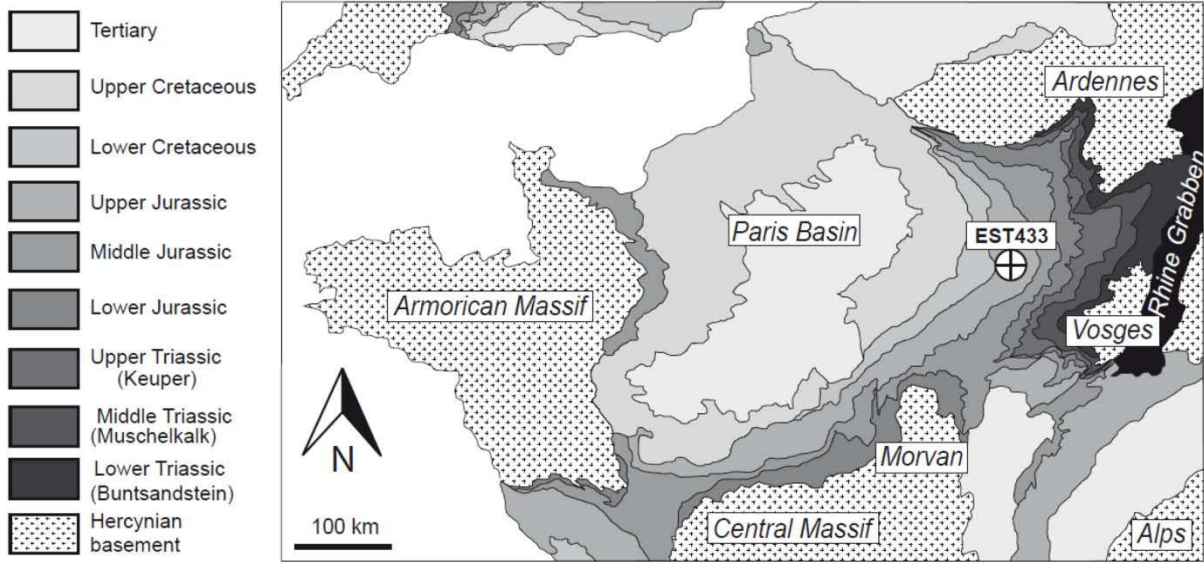 Tertiary
Upper Cretaceous
Lower Cretaceous
Upper Jurassic
Middle Jurassic
Lower Jurassic
Upper Triassic
(Keuper)
Middle Triassic
(Muschelkalk)
Lower Triassic
(Buntsandstein)
Hercynian
basement
Ardennes
Paris Basin
EST433
Rhine Grabben
Armorican Massif
Vosges
N
Morvan
100 km
Central Massif
Alps